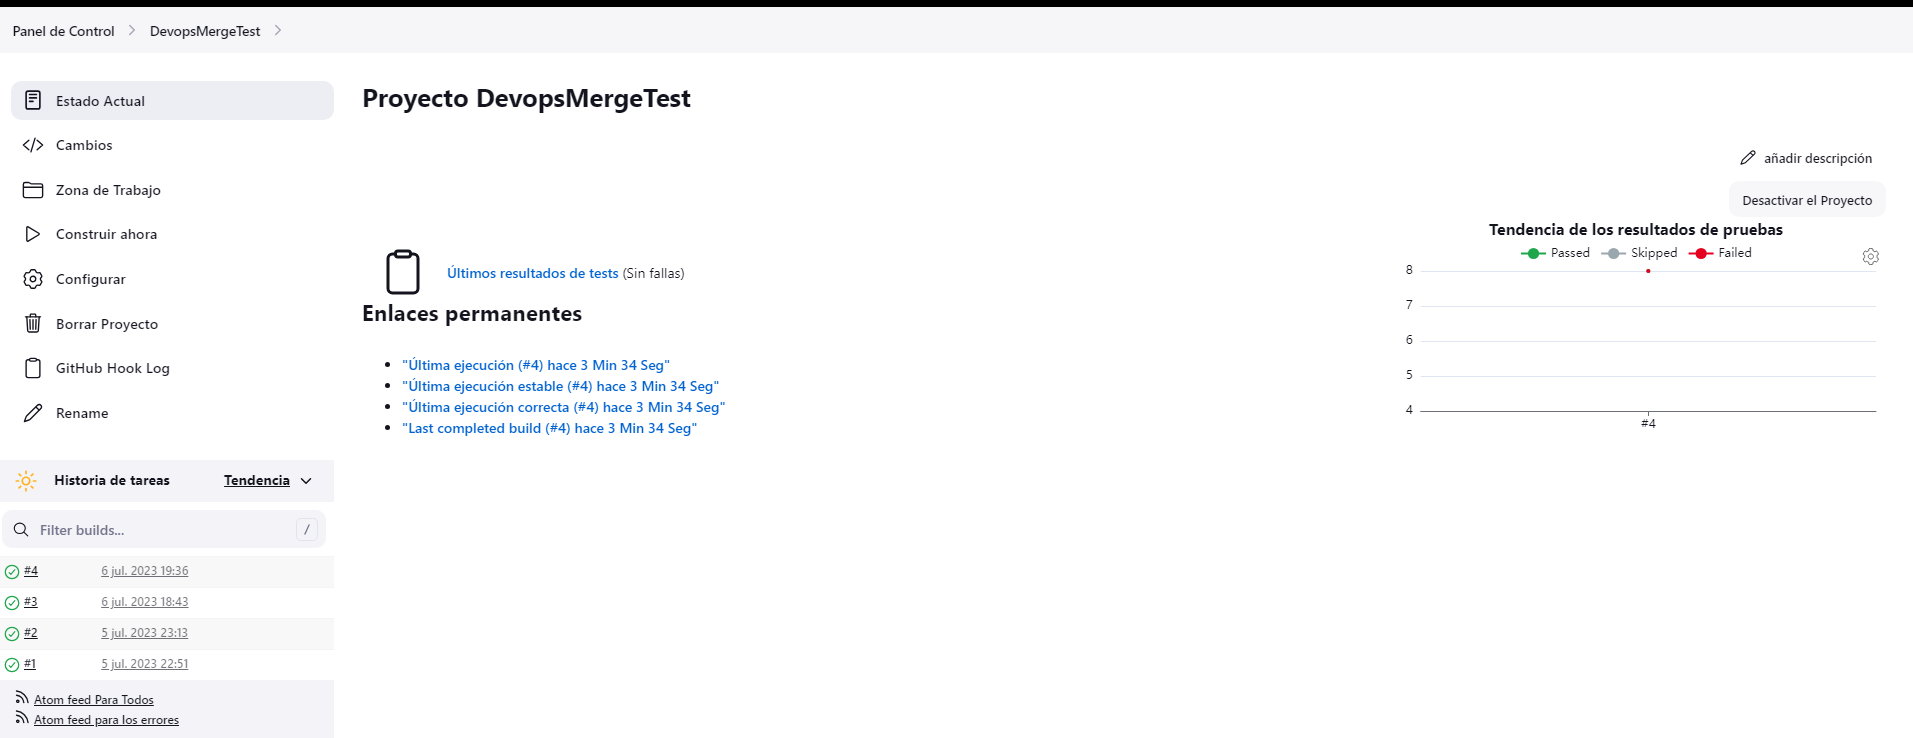 Panel de Control
DevopsMergeTest
Estado Actual
Cambios
Zona de Trabajo
Construir ahora
Configurar
Borrar Proyecto
GitHub Hook Log
Rename
Historia de tareas Tendencia
Filter builds... /
#4 6 jul. 2023 19:36
#3 6 jul. 2023 18:43
#2 5 jul. 2023 23:13
#1 5 jul. 2023 22:51
Atom feed Para Todos
Atom feed para los errores
Proyecto DevopsMergeTest
añadir descripción
Desactivar el Proyecto
Últimos resultados de tests (Sin fallas)
Enlaces permanentes
"Última ejecución (#4) hace 3 Min 34 Seg"
"Última ejecución estable (#4) hace 3 Min 34 Seg"
"Última ejecución correcta (#4) hace 3 Min 34 Seg"
"Last completed build (#4) hace 3 Min 34 Seg"
Tendencia de los resultados de pruebas
Passed Skipped Failed
8
7
6
5
4
#4